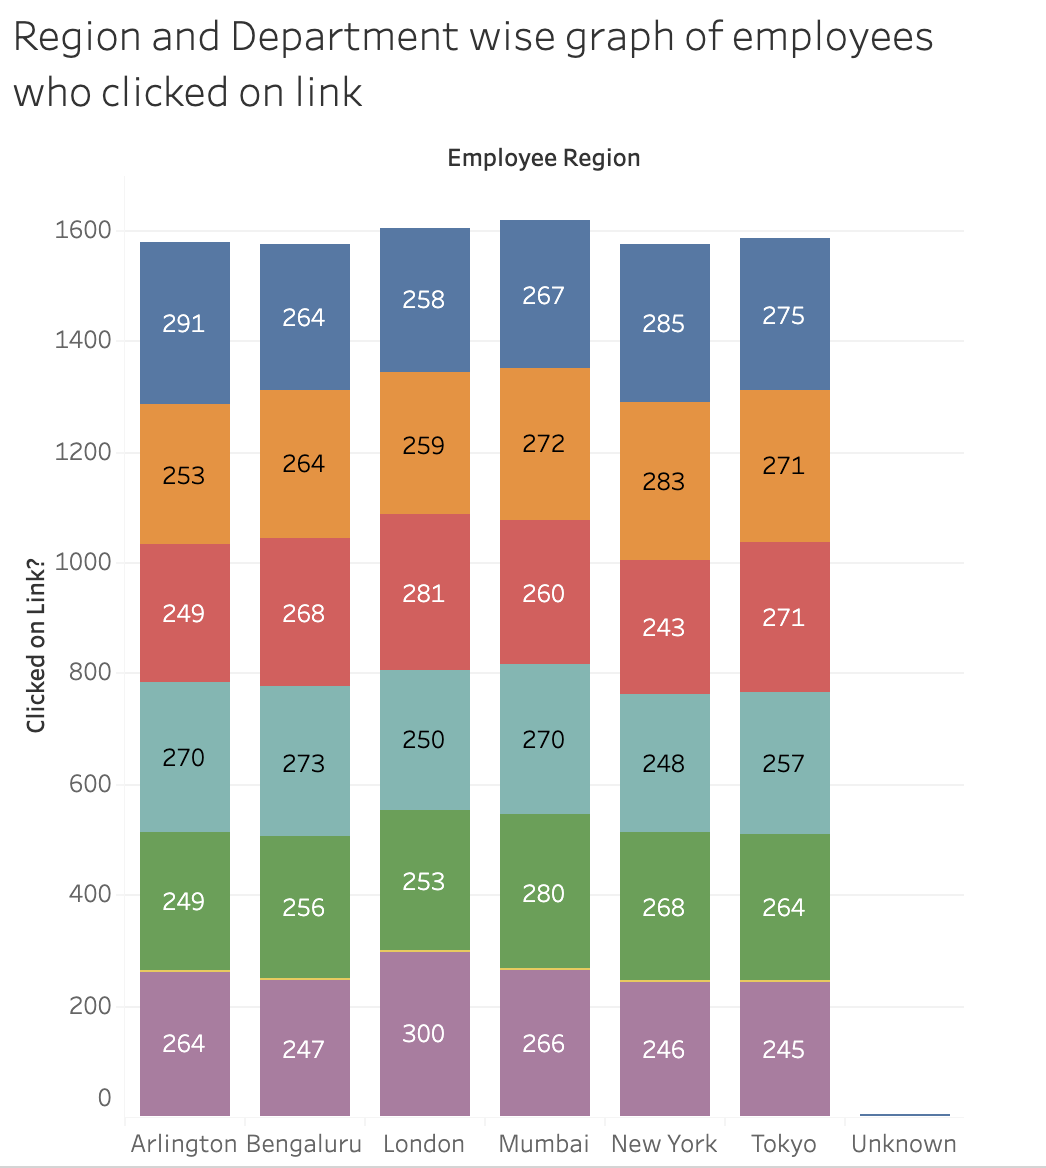 Region and Department wise graph of employees
who clicked on link
Employee Region
Clicked on Link?
1600
1400
1200
1000
800
600
400
200
0
291 264 258 267 285 275
253 264 259 272 283 271
249 268 281 260 243 271
270 273 250 270 248 257
249 256 253 280 268 264
264 247 300 266 246 245
Arlington Bengaluru London Mumbai New York Tokyo Unknown